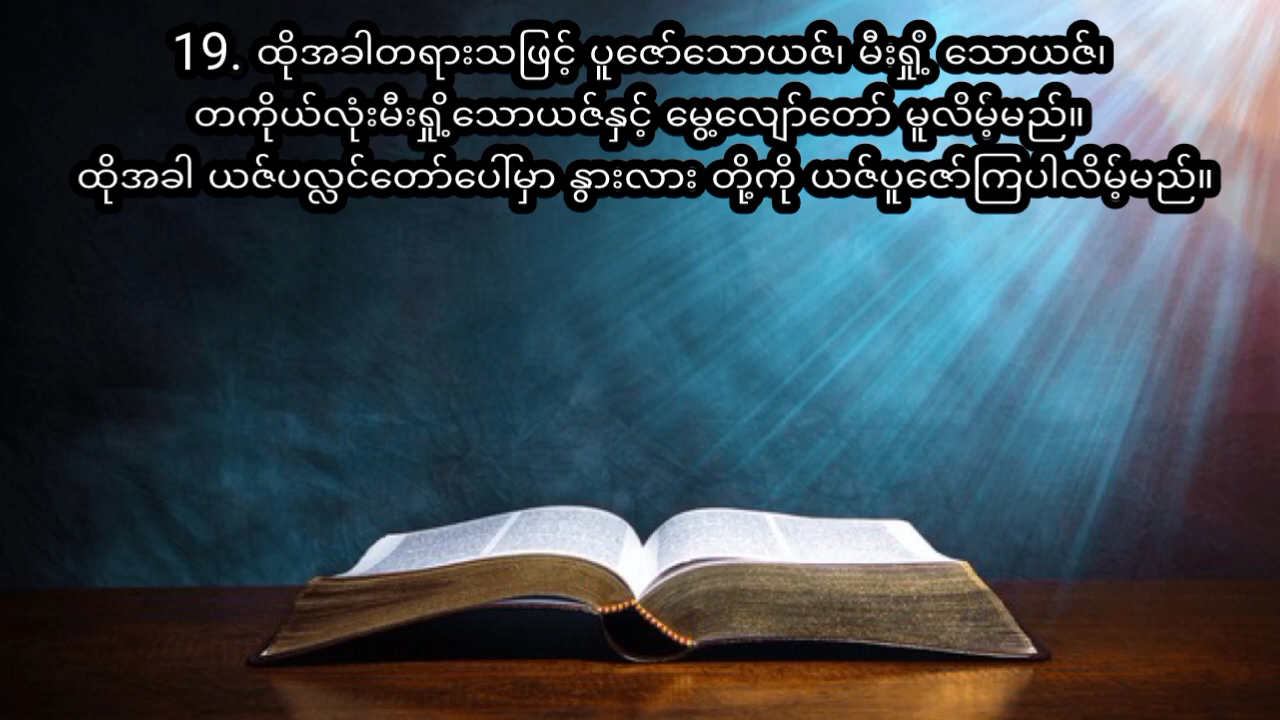 19. ထိုအခါတရားသဖြင့် ပူဇော်သောယဇ်၊ မီးရှို့ သောယဇ်၊
တကိုယ်လုံးမီးရှို့သောယဇ်နှင့် မွေ့လျော်တော် မူလိမ့်မည်။
ထိုအခါ ယဇ်ပလ္လင်တော်ပေါ်မှာ နွားလား တို့ကို ယဇ်ပူဇော်ကြပါလိမ့်မည်။